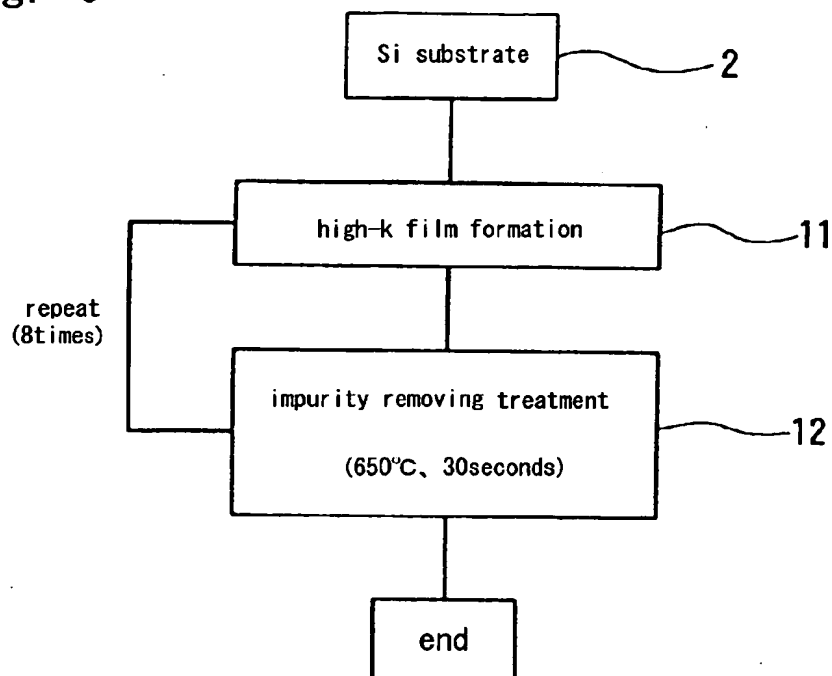 Si substrate
2
high-k film formation
11
repeat
(8times)
impurity removing treatment
12
(650℃、30seconds)
end